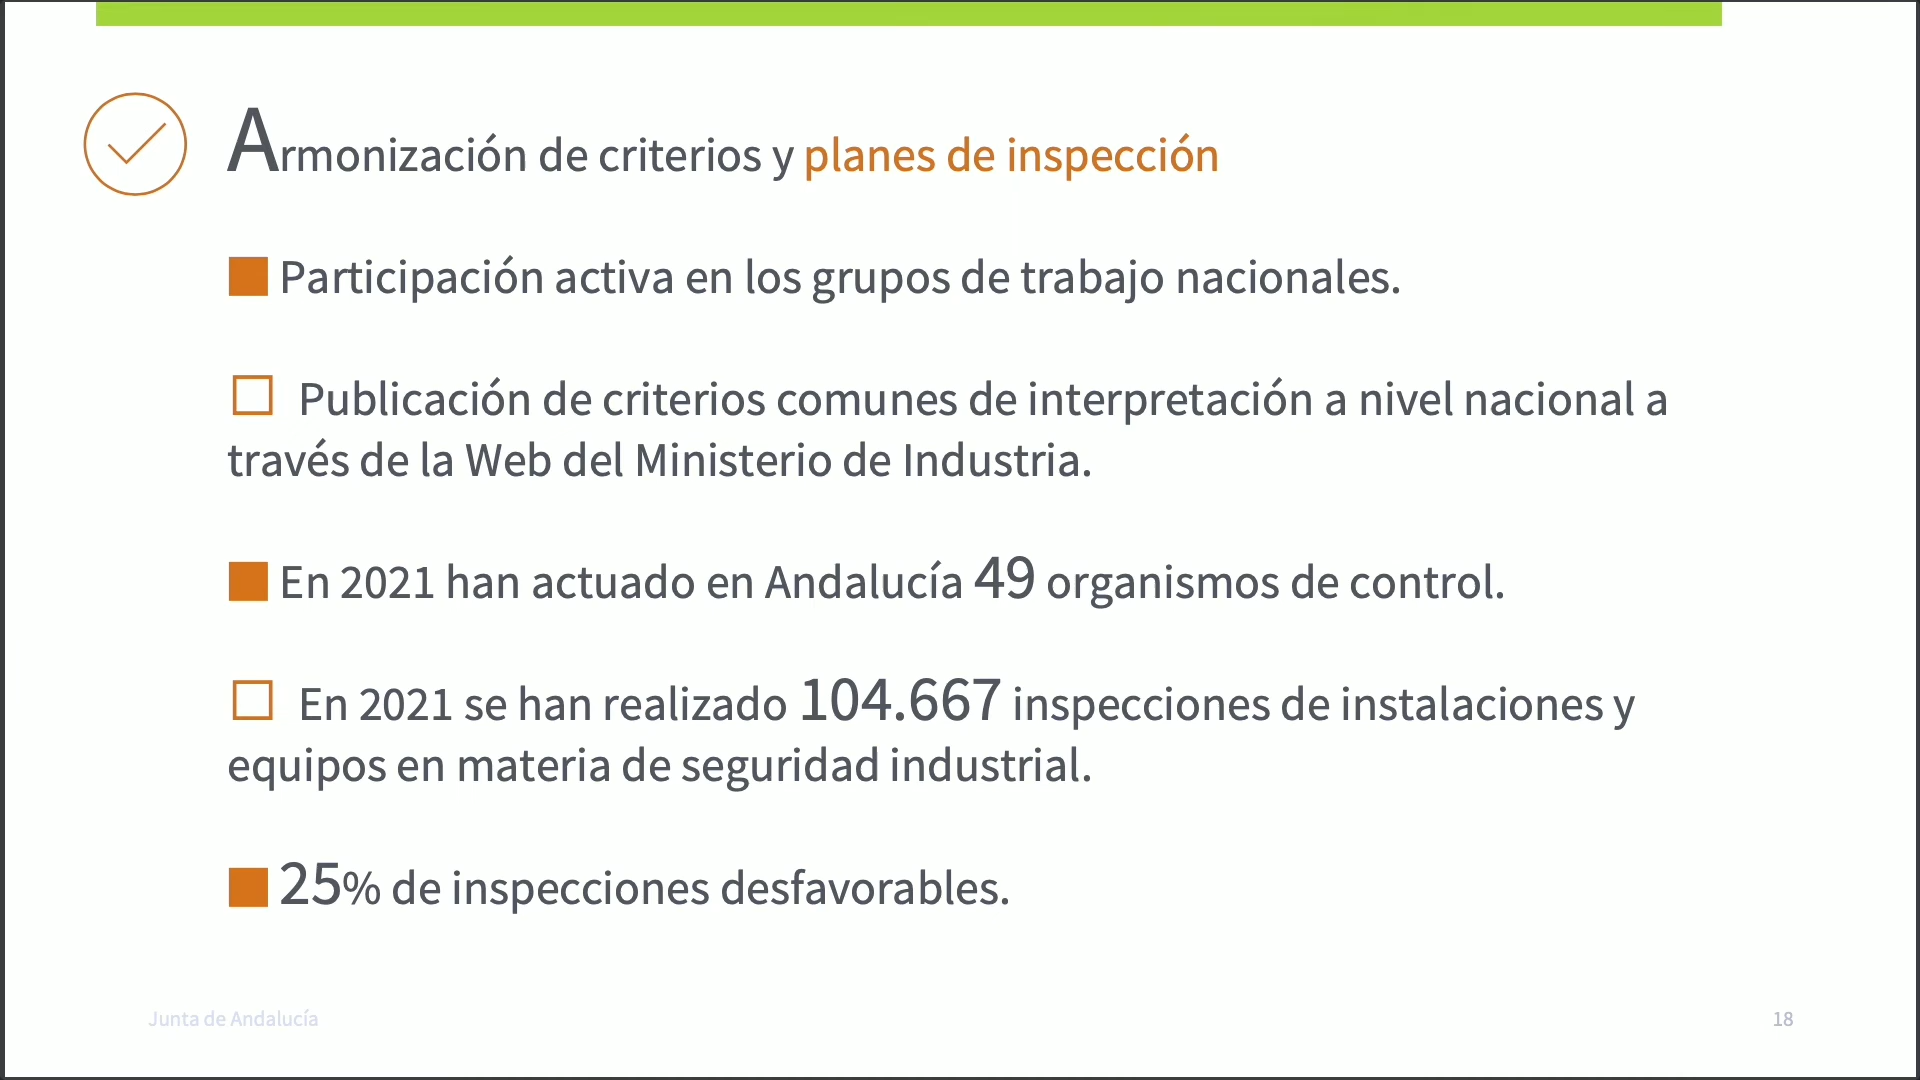 Armonización de criterios y planes de inspección
Participación activa en los grupos de trabajo nacionales.
Publicación de criterios comunes de interpretación a nivel nacional a
través de la Web del Ministerio de Industria.
En 2021 han actuado en Andalucía 49 organismos de control.
En 2021 se han realizado 104.667 inspecciones de instalaciones y
equipos en materia de seguridad industrial.
25% de inspecciones desfavorables.
Junta de Andalucía
18